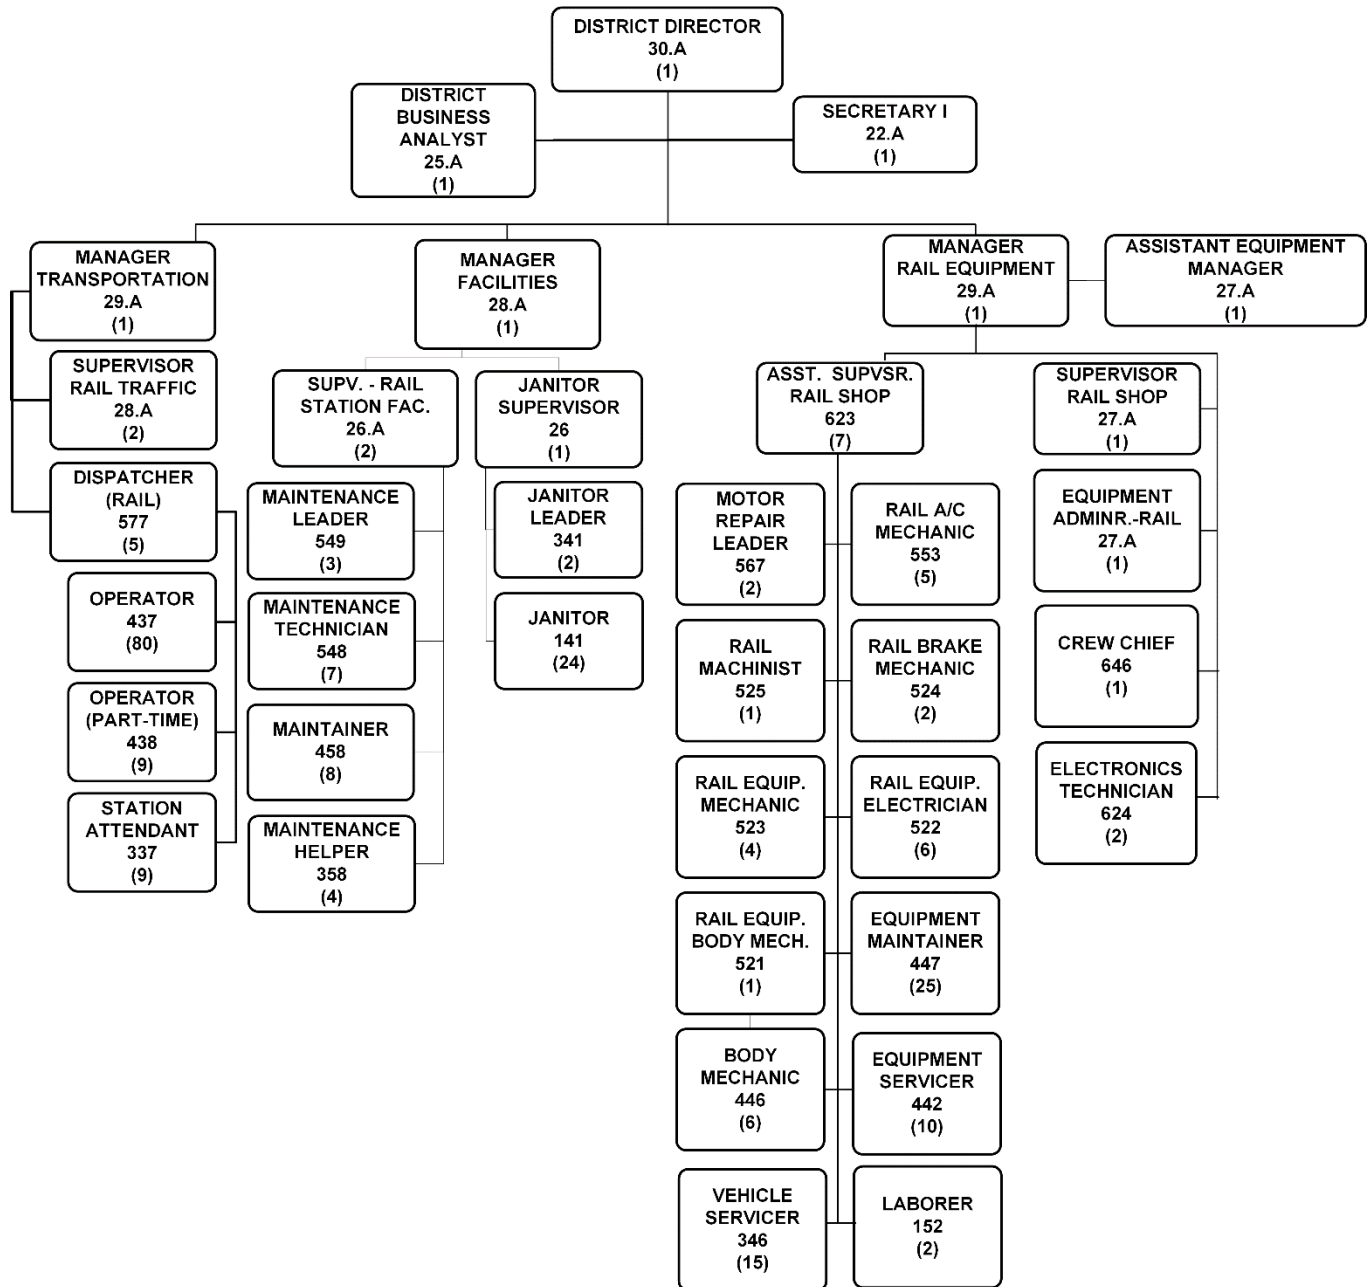 DISTRICT DIRECTOR
30.A
(1)
DISTRICT
BUSINESS
ANALYST
25.A
(1)
SECRETARY I
22.A
(1)
MANAGER
TRANSPORTATION
29.A
(1)
MANAGER
FACILITIES
28.A
(1)
MANAGER
RAIL EQUIPMENT
29.A
(1)
ASSISTANT EQUIPMENT
MANAGER
27.A
(1)
SUPERVISOR
RAIL TRAFFIC
28.A
(2)
DISPATCHER
(RAIL)
577
(5)
OPERATOR
437
(80)
OPERATOR
(PART-TIME)
438
(9)
STATION
ATTENDANT
337
(9)
SUPV. - RAIL
STATION FAC.
26.A
(2)
MAINTENANCE
LEADER
549
(3)
MAINTENANCE
TECHNICIAN
548
(7)
MAINTAINER
458
(8)
MAINTENANCE
HELPER
358
(4)
JANITOR
SUPERVISOR
26
(1)
JANITOR
LEADER
341
(2)
JANITOR
141
(24)
ASST. SUPVSR.
RAIL SHOP
623
(7)
MOTOR
REPAIR
LEADER
567
(2)
RAIL A/C
MECHANIC
553
(5)
RAIL
MACHINIST
525
(1)
RAIL BRAKE
MECHANIC
524
(2)
RAIL EQUIP.
MECHANIC
523
(4)
RAIL EQUIP.
ELECTRICIAN
522
(6)
RAIL EQUIP.
BODY MECH.
521
(1)
EQUIPMENT
MAINTAINER
447
(25)
BODY
MECHANIC
446
(6)
EQUIPMENT
SERVICER
442
(10)
VEHICLE
SERVICER
346
(15)
LABORER
152
(2)
SUPERVISOR
RAIL SHOP
27.A
(1)
EQUIPMENT
ADMINR.-RAIL
27.A
(1)
CREW CHIEF
646
(1)
ELECTRONICS
TECHNICIAN
624
(2)